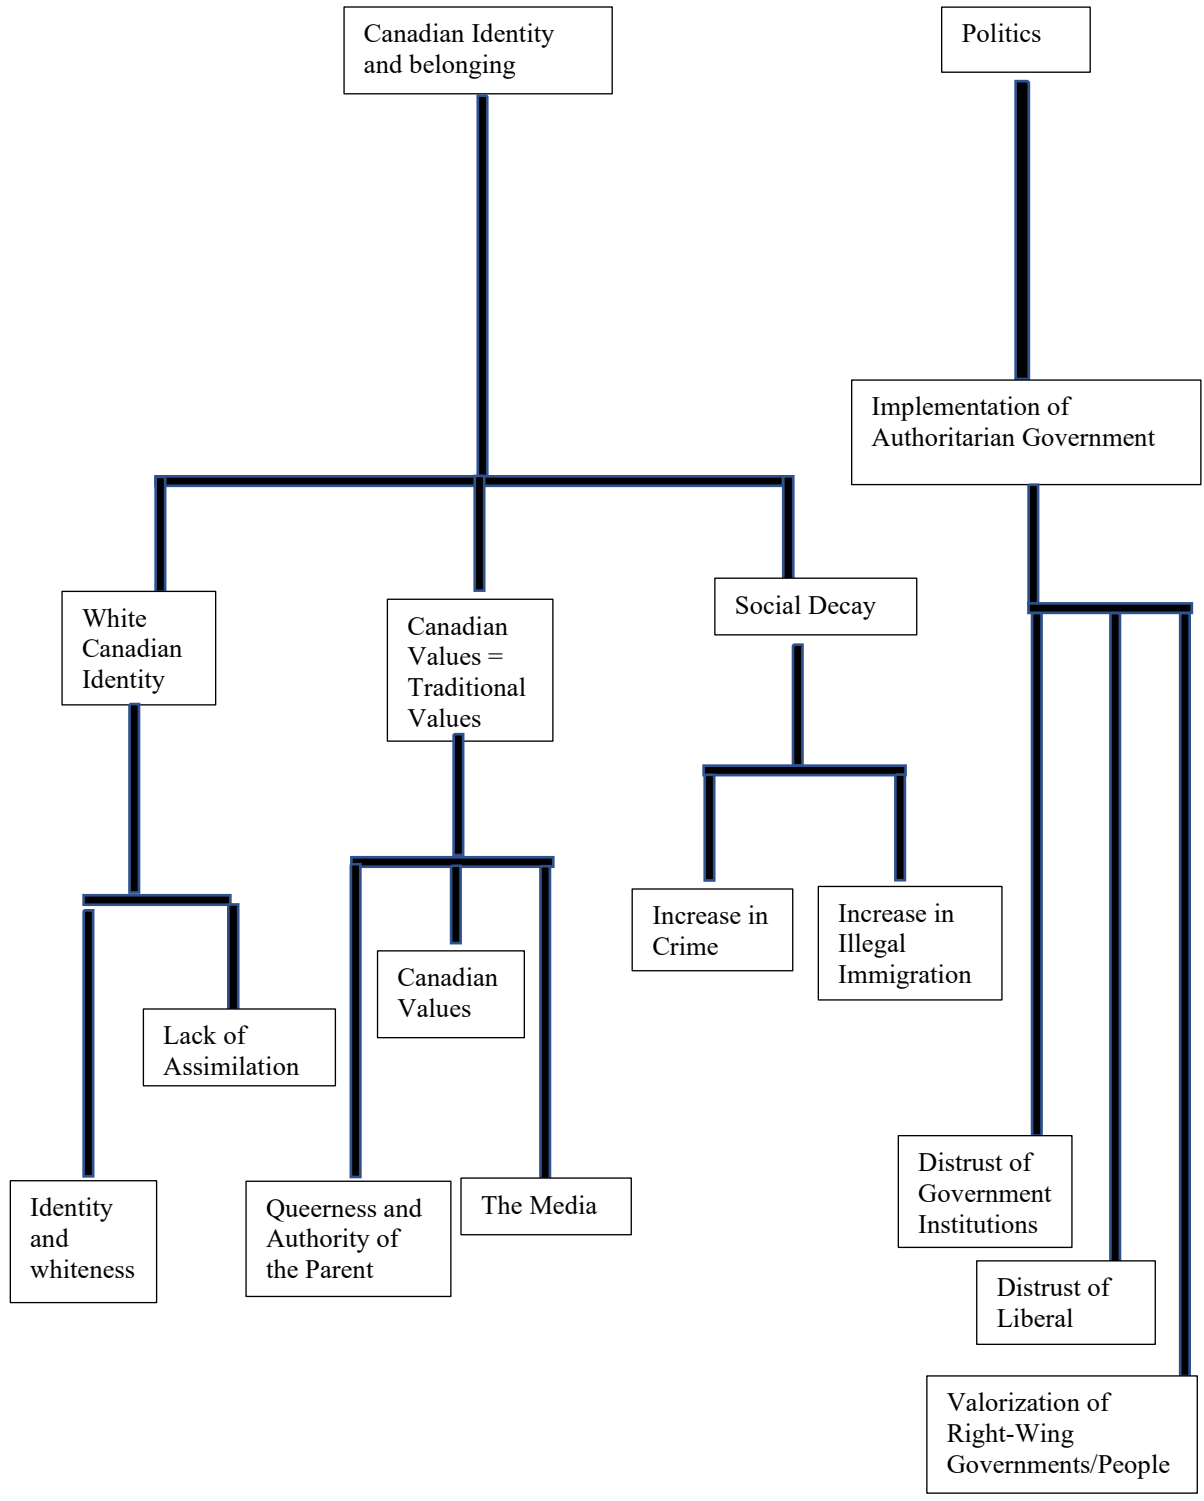 Canadian Identity
and belonging
Politics
Implementation of
Authoritarian Government
White
Canadian
Identity
Canadian
Values =
Traditional
Values
Social Decay
Increase in
Crime
Increase in
Illegal
Immigration
Canadian
Values
Lack of
Assimilation
Identity
and
whiteness
Queerness and
Authority of
the Parent
The Media
Distrust of
Government
Institutions
Distrust of
Liberal
Valorization of
Right-Wing
Governments/People